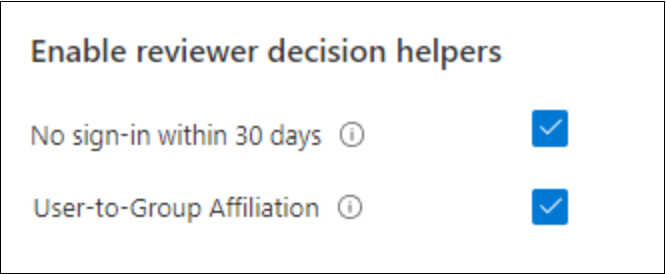 Enable reviewer decision helpers
No sign-in within 30 days
User-to-Group Affiliation